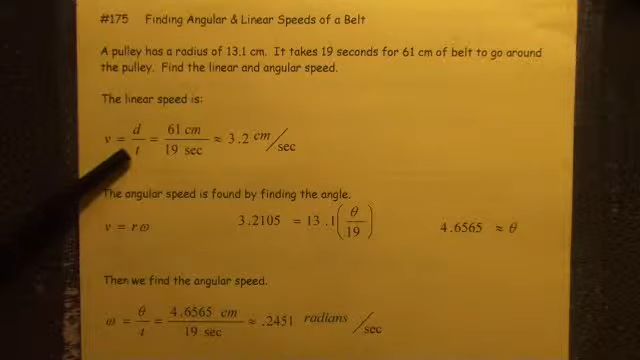 #175 Finding Angular & Linear Speeds of a Belt
A pulley has a radius of 13.1 cm. It takes 19 seconds for 61 cm of belt to go around
the pulley. Find the linear and angular speed.
The linear speed is:
v = d/t = 61 cm/19 sec ≈ 3.2 cm/sec
The angular speed is found by finding the angle.
v = rω 3.2105 = 13.1(θ/19) 4.6565 ≈ θ
Then we find the angular speed.
ω = θ/t = 4.6565 cm/19 sec ≈ .2451 radians/sec